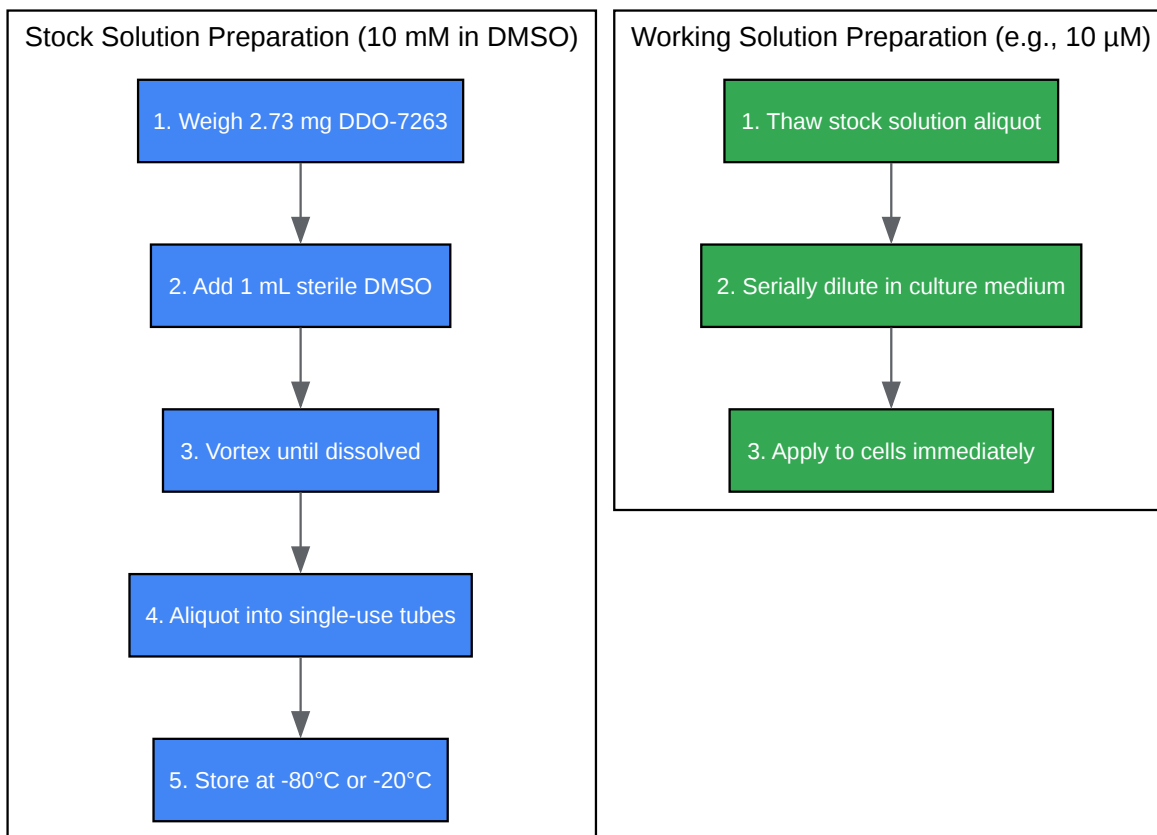 Stock Solution Preparation (10 mM in DMSO)
1. Weigh 2.73 mg DDO-7263
2. Add 1 mL sterile DMSO
3. Vortex until dissolved
4. Aliquot into single-use tubes
5. Store at -80°C or -20°C
Working Solution Preparation (e.g., 10 µM)
1. Thaw stock solution aliquot
2. Serially dilute in culture medium
3. Apply to cells immediately